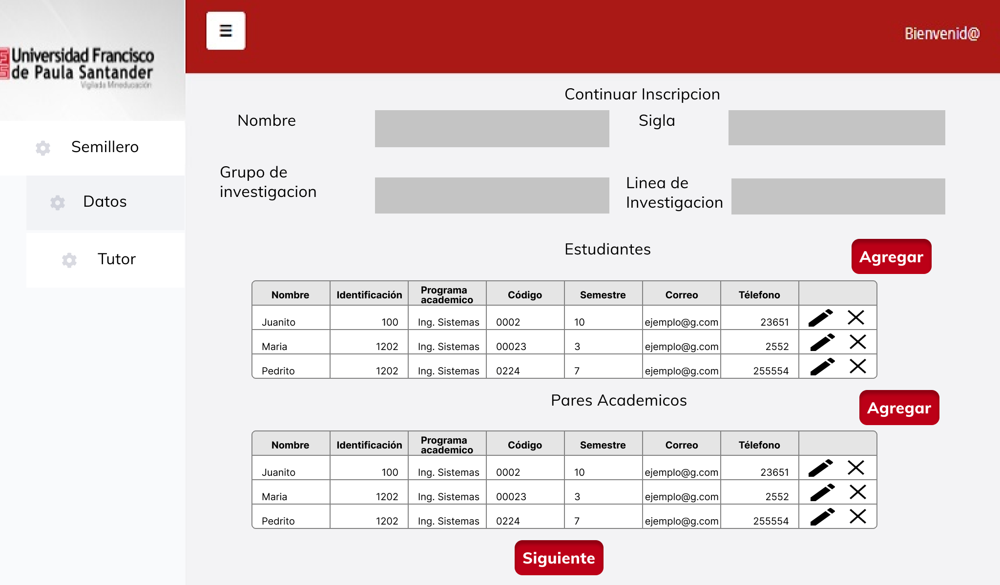 Universidad Francisco
de Paula Santander
Vigilada Mineducación
☰
Bienvenid@
Semillero
Datos
Tutor
Continuar Inscripcion
Nombre
Sigla
Grupo de
investigacion
Linea de
Investigacion
Estudiantes
Agregar
Nombre Identificación Programa academico Código Semestre Correo Télefono
Juanito 100 Ing. Sistemas 0002 10 ejemplo@g.com 23651
Maria 1202 Ing. Sistemas 00023 3 ejemplo@g.com 2552
Pedrito 1202 Ing. Sistemas 0224 7 ejemplo@g.com 255554
Pares Academicos
Agregar
Nombre Identificación Programa academico Código Semestre Correo Télefono
Juanito 100 Ing. Sistemas 0002 10 ejemplo@g.com 23651
Maria 1202 Ing. Sistemas 00023 3 ejemplo@g.com 2552
Pedrito 1202 Ing. Sistemas 0224 7 ejemplo@g.com 255554
Siguiente